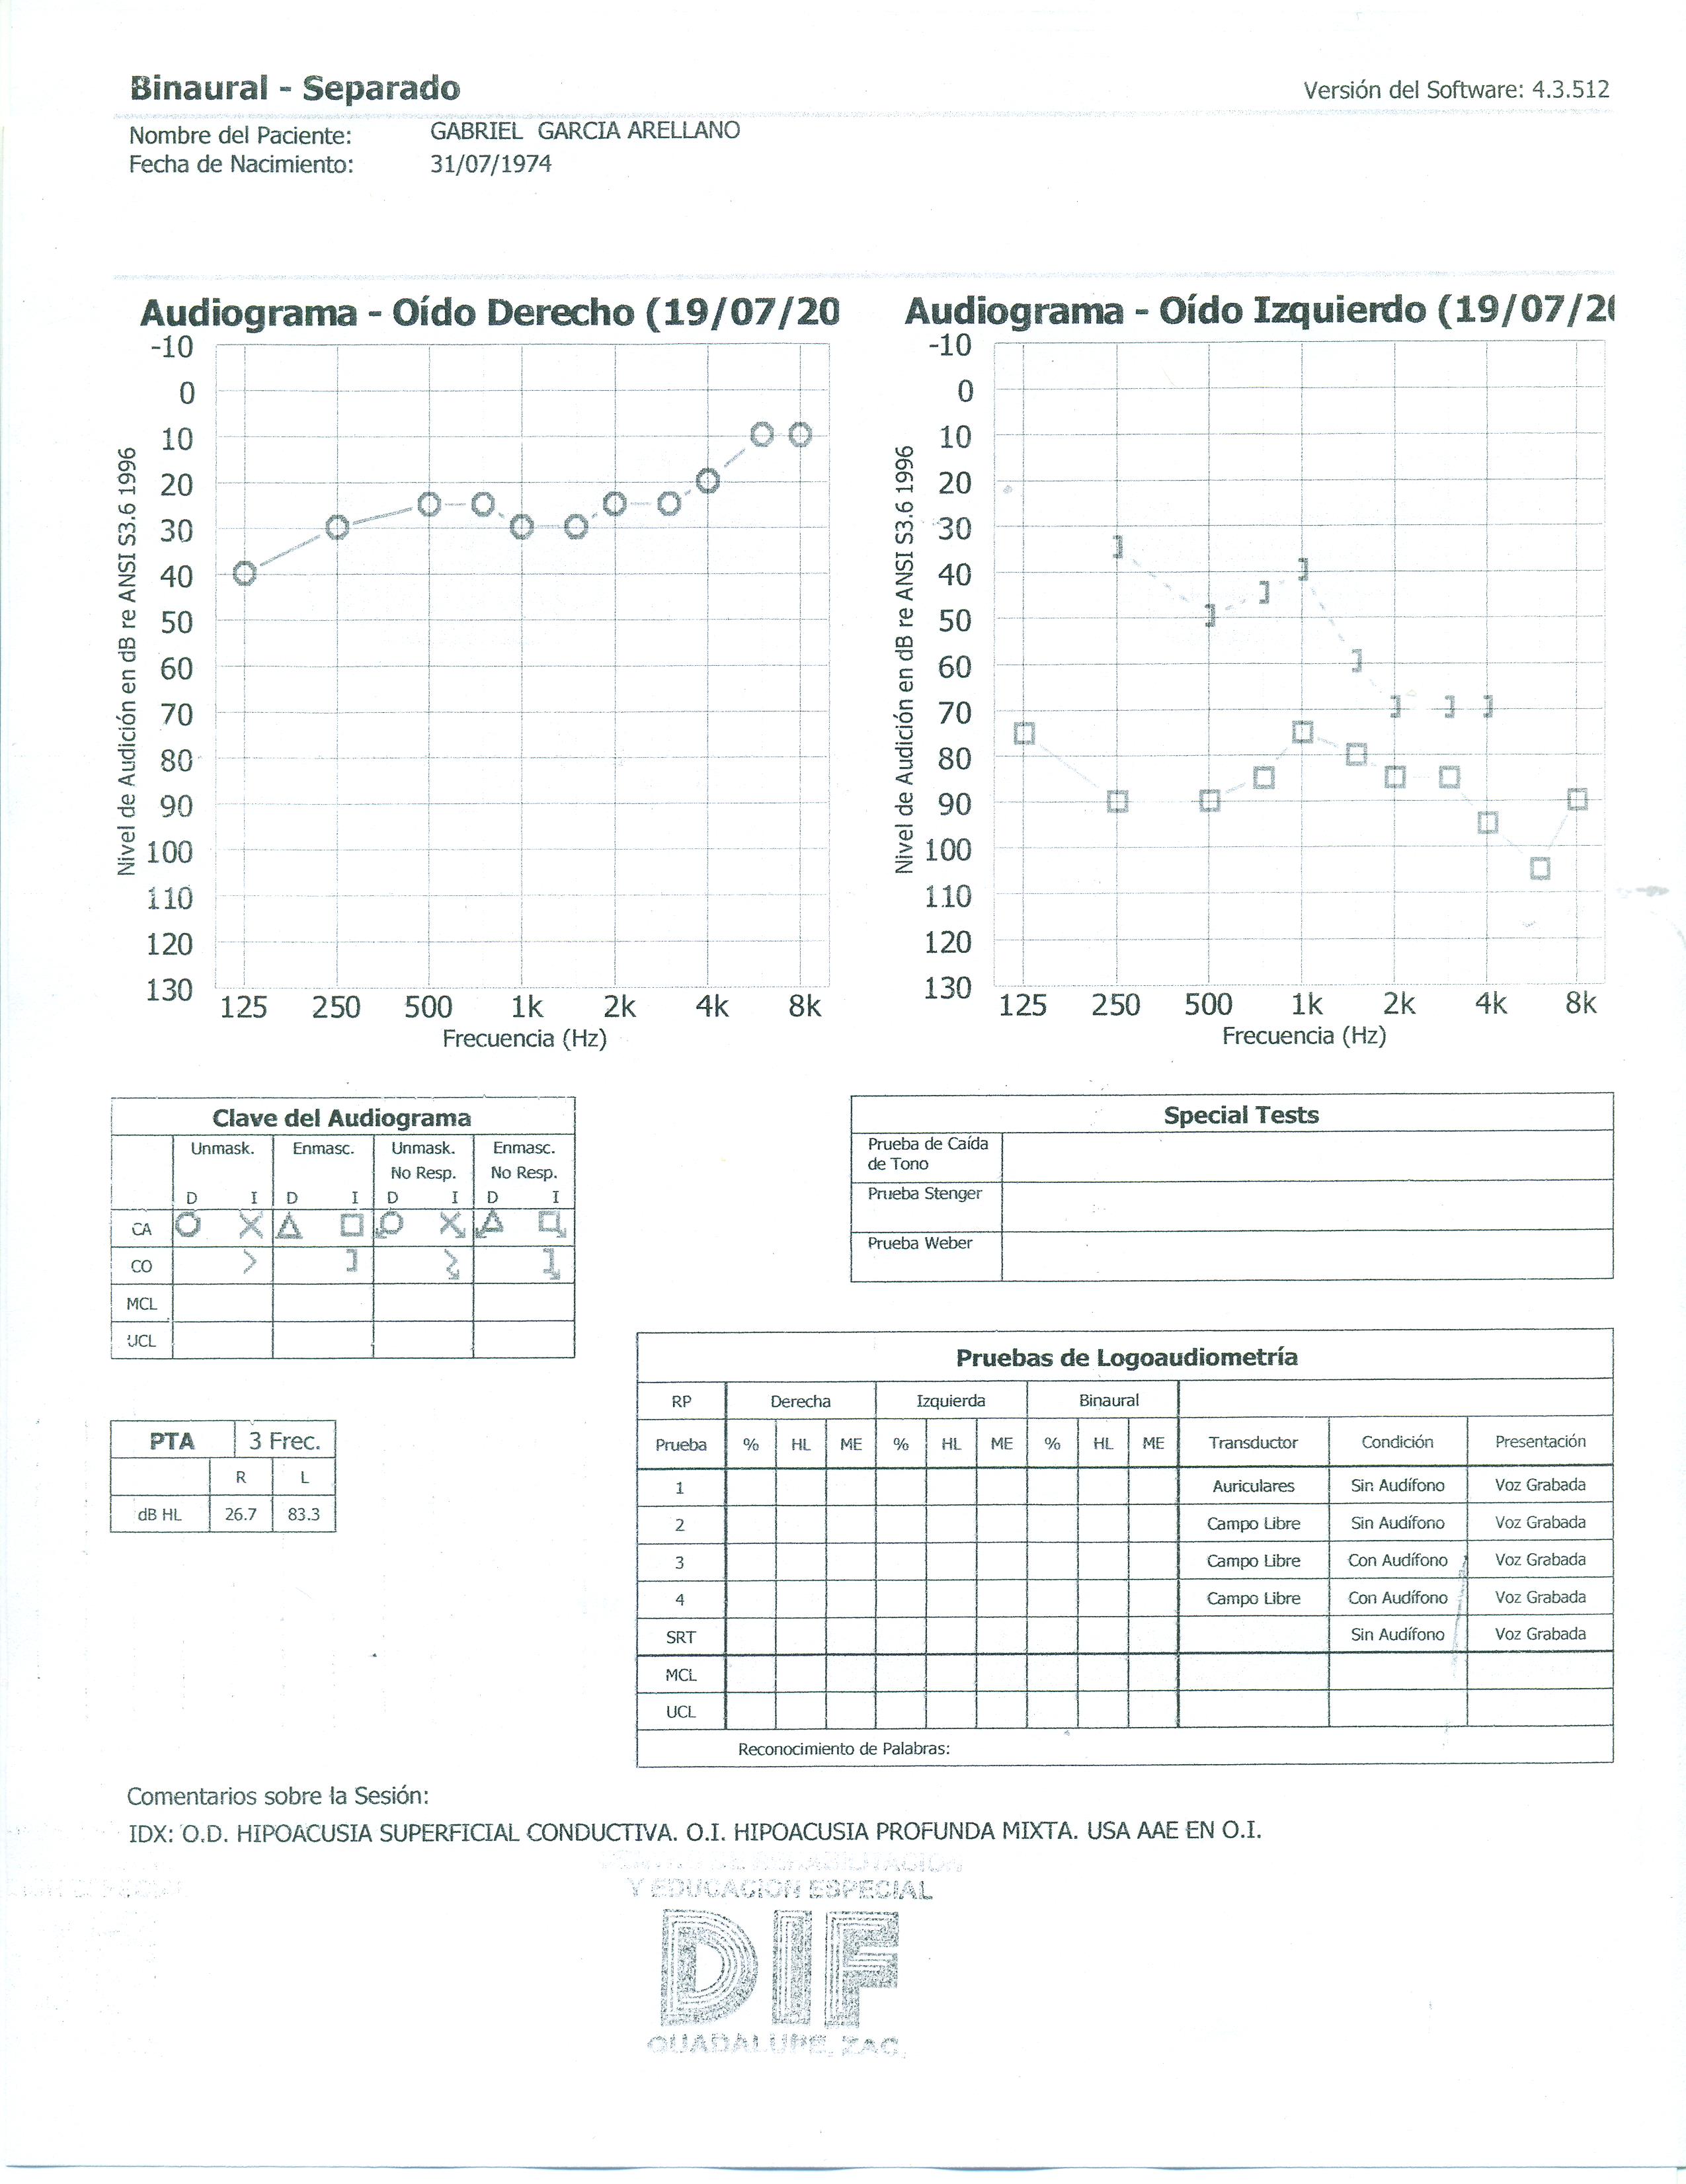 Binaural - Separado
Versión del Software: 4.3.512
Nombre del Paciente: GABRIEL GARCIA ARELLANO
Fecha de Nacimiento: 31/07/1974
Audiograma - Oído Derecho (19/07/20
Audiograma - Oído Izquierdo (19/07/20
Nivel de Audición en dB re ANSI S3.6 1996
-10
0
10
20
30
40
50
60
70
80
90
100
110
120
130
125 250 500 1k 2k 4k 8k
Frecuencia (Hz)
Nivel de Audición en dB re ANSI S3.6 1996
-10
0
10
20
30
40
50
60
70
80
90
100
110
120
130
125 250 500 1k 2k 4k 8k
Frecuencia (Hz)
Clave del Audiograma
Unmask. Enmasc. Unmask. No Resp. Enmasc. No Resp.
D I D I D I D I
CA
CO
MCL
UCL
Special Tests
Prueba de Caída de Tono
Prueba Stenger
Prueba Weber
PTA 3 Frec.
R L
dB HL 26.7 83.3
Pruebas de Logoaudiometría
RP Derecha Izquierda Binaural
Prueba % HL ME % HL ME % HL ME Transductor Condición Presentación
1 Auriculares Sin Audífono Voz Grabada
2 Campo Libre Sin Audífono Voz Grabada
3 Campo Libre Con Audífono Voz Grabada
4 Campo Libre Con Audífono Voz Grabada
SRT Sin Audífono Voz Grabada
MCL
UCL
Reconocimiento de Palabras:
Comentarios sobre la Sesión:
IDX: O.D. HIPOACUSIA SUPERFICIAL CONDUCTIVA. O.I. HIPOACUSIA PROFUNDA MIXTA. USA AAE EN O.I.
REHABILITACION
Y EDUCACION ESPECIAL
DIF
GUADALUPE, ZAC.